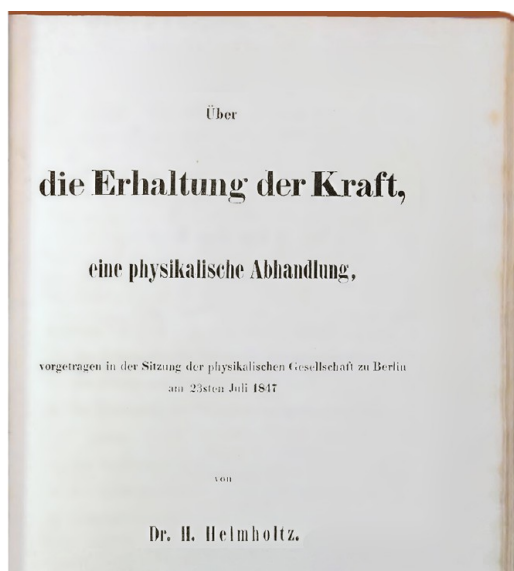 Über
die Erhaltung der Kraft,
eine physikalische Abhandlung,
vorgetragen in der Sitzung der physikalischen Gesellschaft zu Berlin
am 23sten Juli 1847
von
Dr. H. Helmholtz.